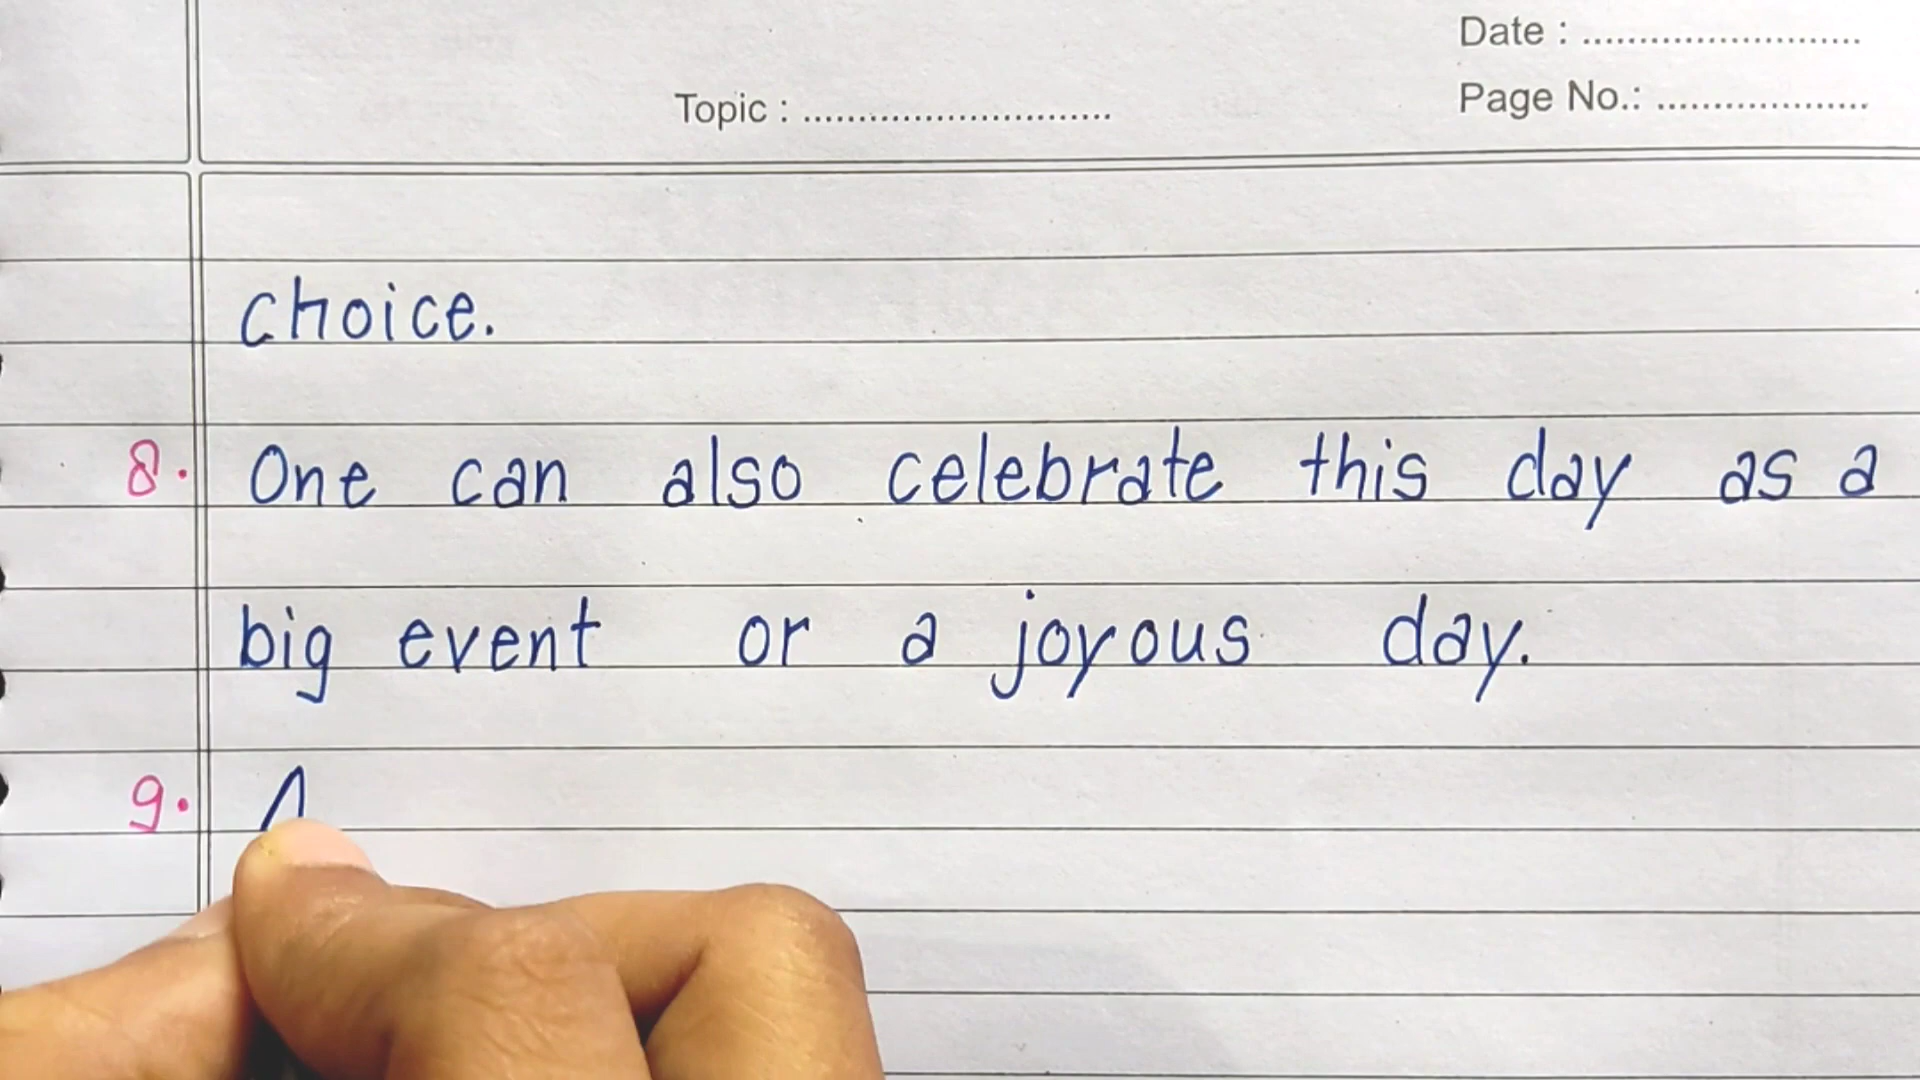 Date : ..........................
Topic : ............................
Page No.: ....................
choice.
8. One can also celebrate this day as a
big event or a joyous day.
9.